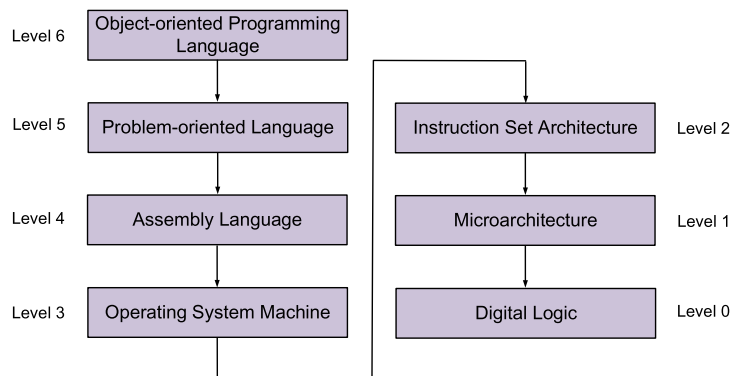 Level 6
Object-oriented Programming
Language
Level 5
Problem-oriented Language
Level 4
Assembly Language
Level 3
Operating System Machine
Instruction Set Architecture
Level 2
Microarchitecture
Level 1
Digital Logic
Level 0